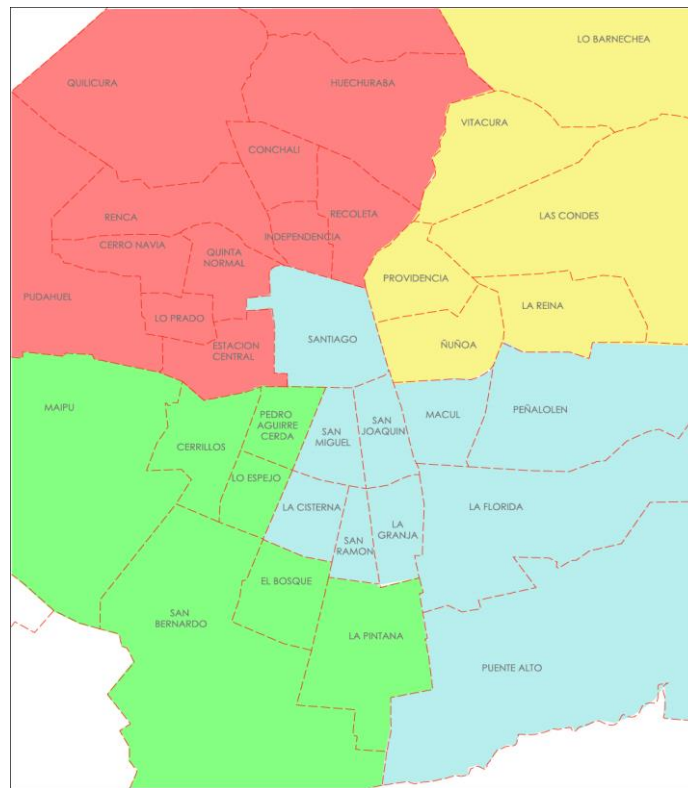 LO BARNECHEA
QUILICURA
HUECHURABA
VITACURA
CONCHALI
RENCA
RECOLETA
LAS CONDES
INDEPENDENCIA
CERRO NAVIA
QUINTA
NORMAL
PROVIDENCIA
PUDAHUEL
LA REINA
LO PRADO
SANTIAGO
ESTACION
CENTRAL
ÑUÑOA
MAIPU
PEDRO
AGUIRRE
CERDA
SAN
MIGUEL
SAN
JOAQUIN
MACUL
PEÑALOLEN
CERRILLOS
LO ESPEJO
LA CISTERNA
LA FLORIDA
SAN
RAMON
LA
GRANJA
EL BOSQUE
SAN
BERNARDO
LA PINTANA
PUENTE ALTO